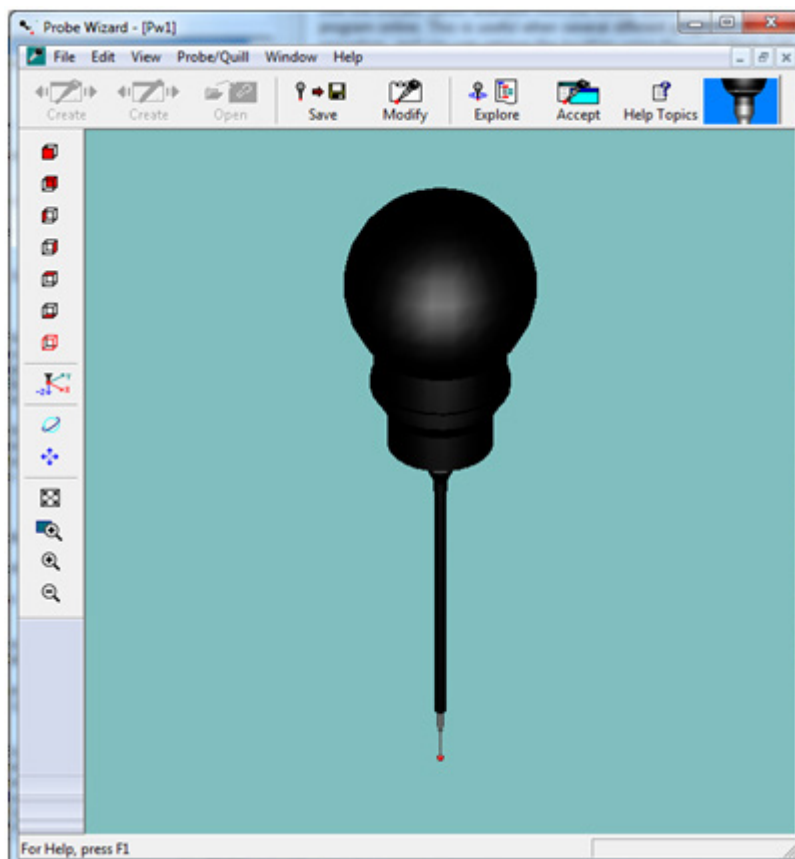 Probe Wizard - [Pw1]
File Edit View Probe/Quill Window Help
Create Create Open Save Modify Explore Accept Help Topics
For Help, press F1